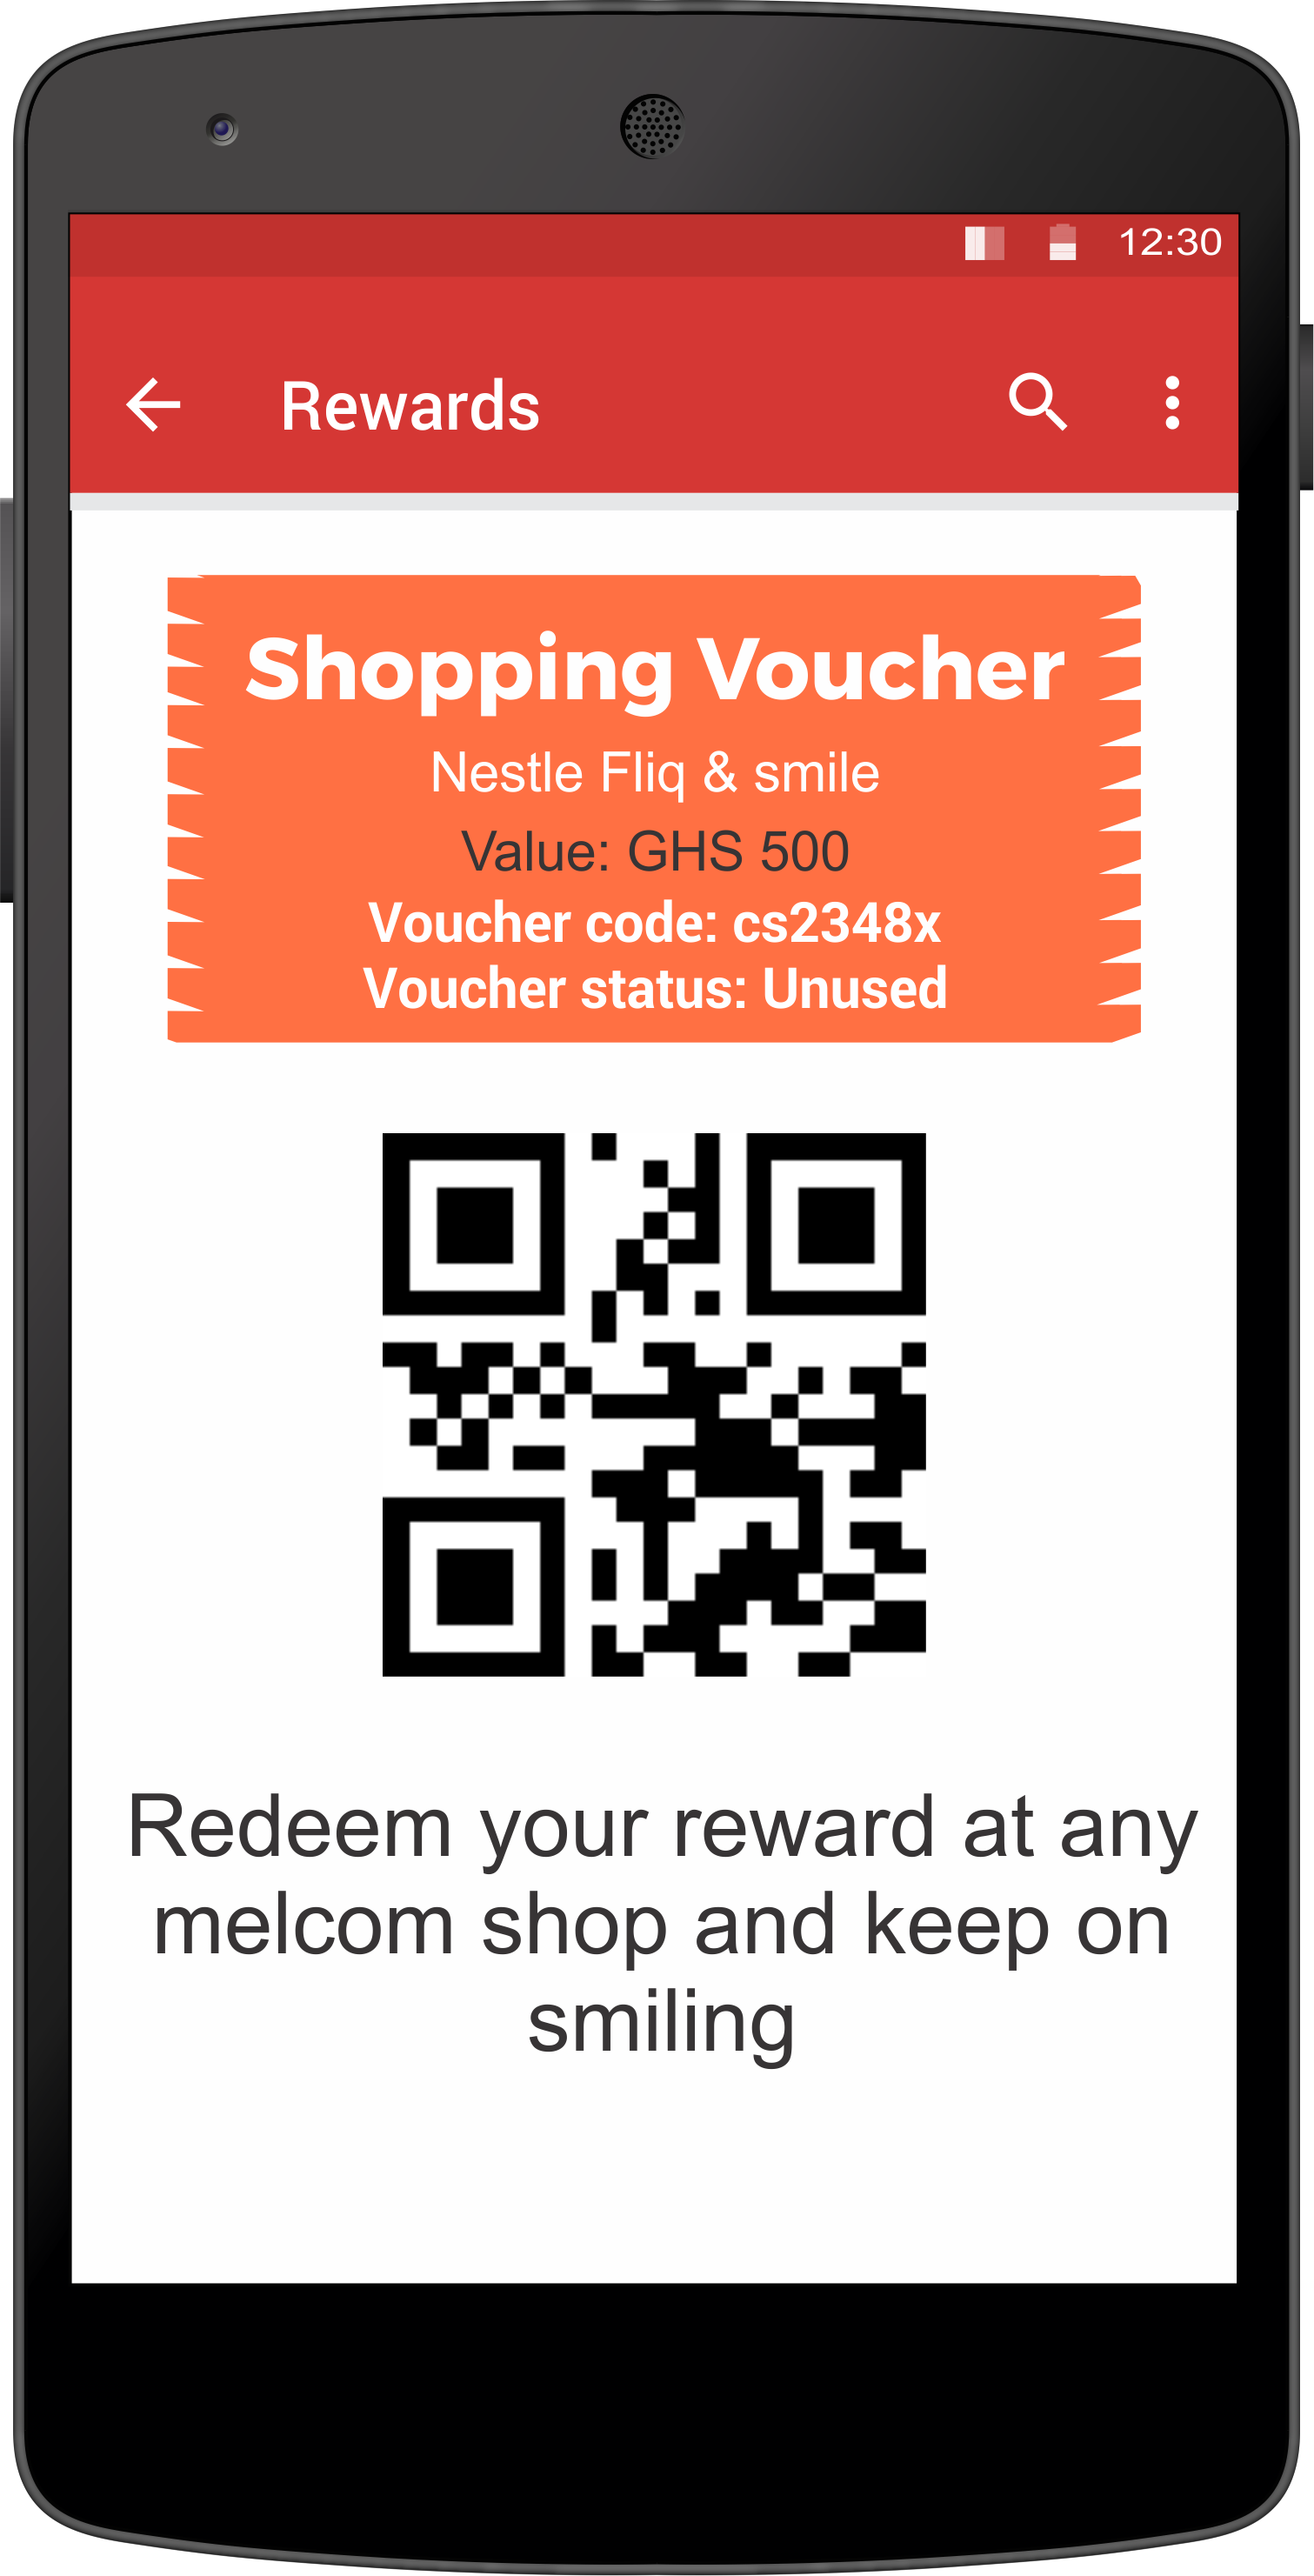 12:30
Rewards
Shopping Voucher
Nestle Fliq & smile
Value: GHS 500
Voucher code: cs2348x
Voucher status: Unused
Redeem your reward at any
melcom shop and keep on
smiling